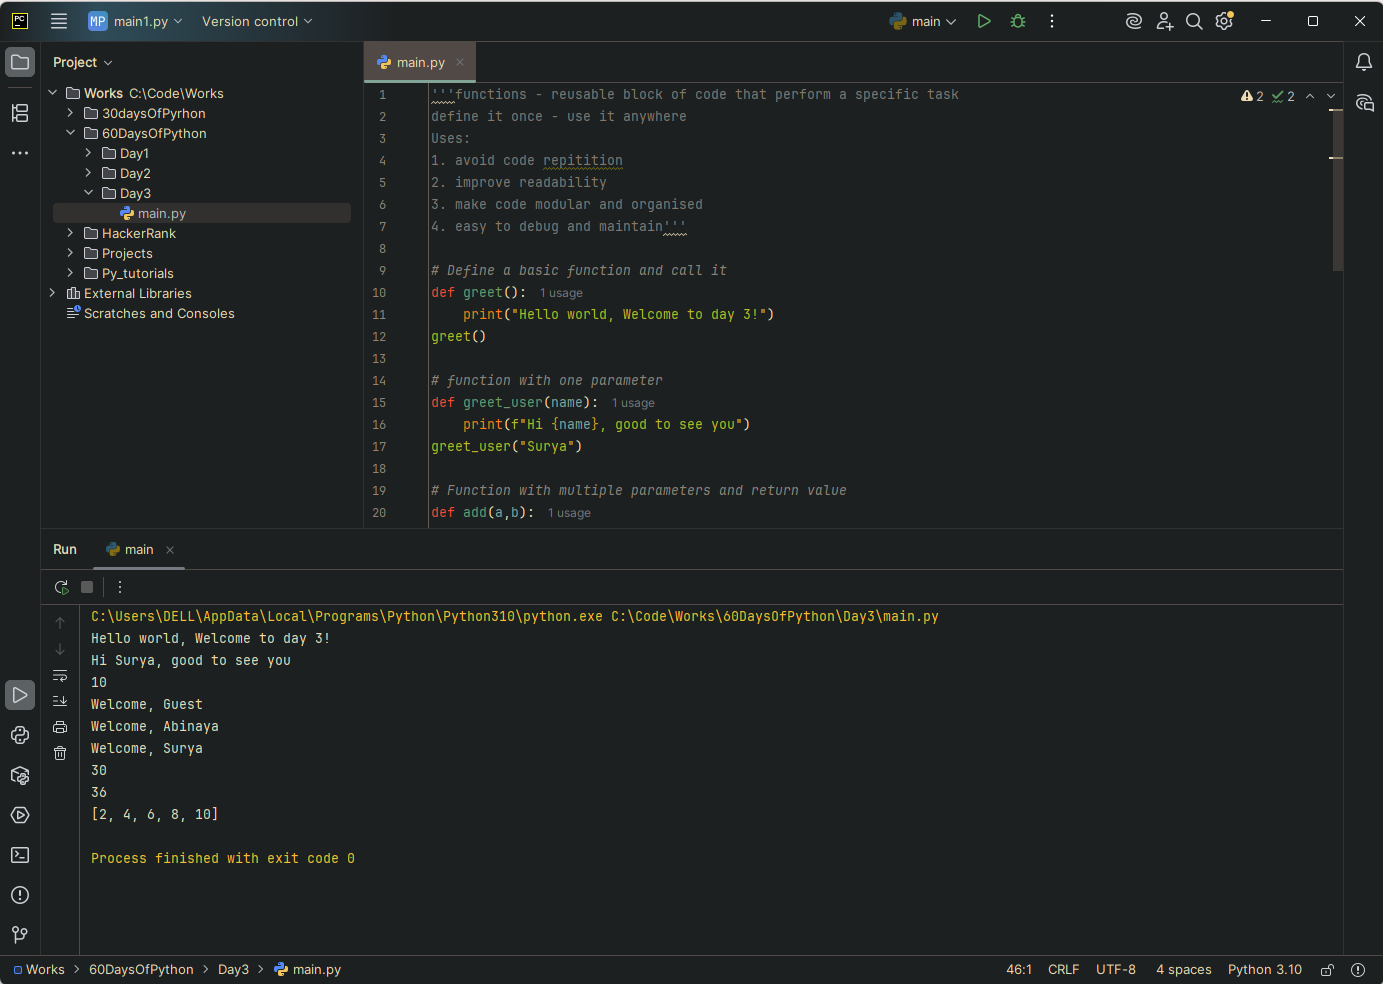 PC MP main1.py Version control main
Project
main.py
Works C:\Code\Works
30daysOfPyrhon
60DaysOfPython
Day1
Day2
Day3
main.py
HackerRank
Projects
Py_tutorials
External Libraries
Scratches and Consoles
1 '''functions - reusable block of code that perform a specific task
2 define it once - use it anywhere
3 Uses:
4 1. avoid code repitition
5 2. improve readability
6 3. make code modular and organised
7 4. easy to debug and maintain'''
8
9 # Define a basic function and call it
10 def greet(): 1 usage
11     print("Hello world, Welcome to day 3!")
12 greet()
13
14 # function with one parameter
15 def greet_user(name): 1 usage
16     print(f"Hi {name}, good to see you")
17 greet_user("Surya")
18
19 # Function with multiple parameters and return value
20 def add(a,b): 1 usage
2 2
Run main
C:\Users\DELL\AppData\Local\Programs\Python\Python310\python.exe C:\Code\Works\60DaysOfPython\Day3\main.py
Hello world, Welcome to day 3!
Hi Surya, good to see you
10
Welcome, Guest
Welcome, Abinaya
Welcome, Surya
30
36
[2, 4, 6, 8, 10]
Process finished with exit code 0
Works > 60DaysOfPython > Day3 > main.py 46:1 CRLF UTF-8 4 spaces Python 3.10